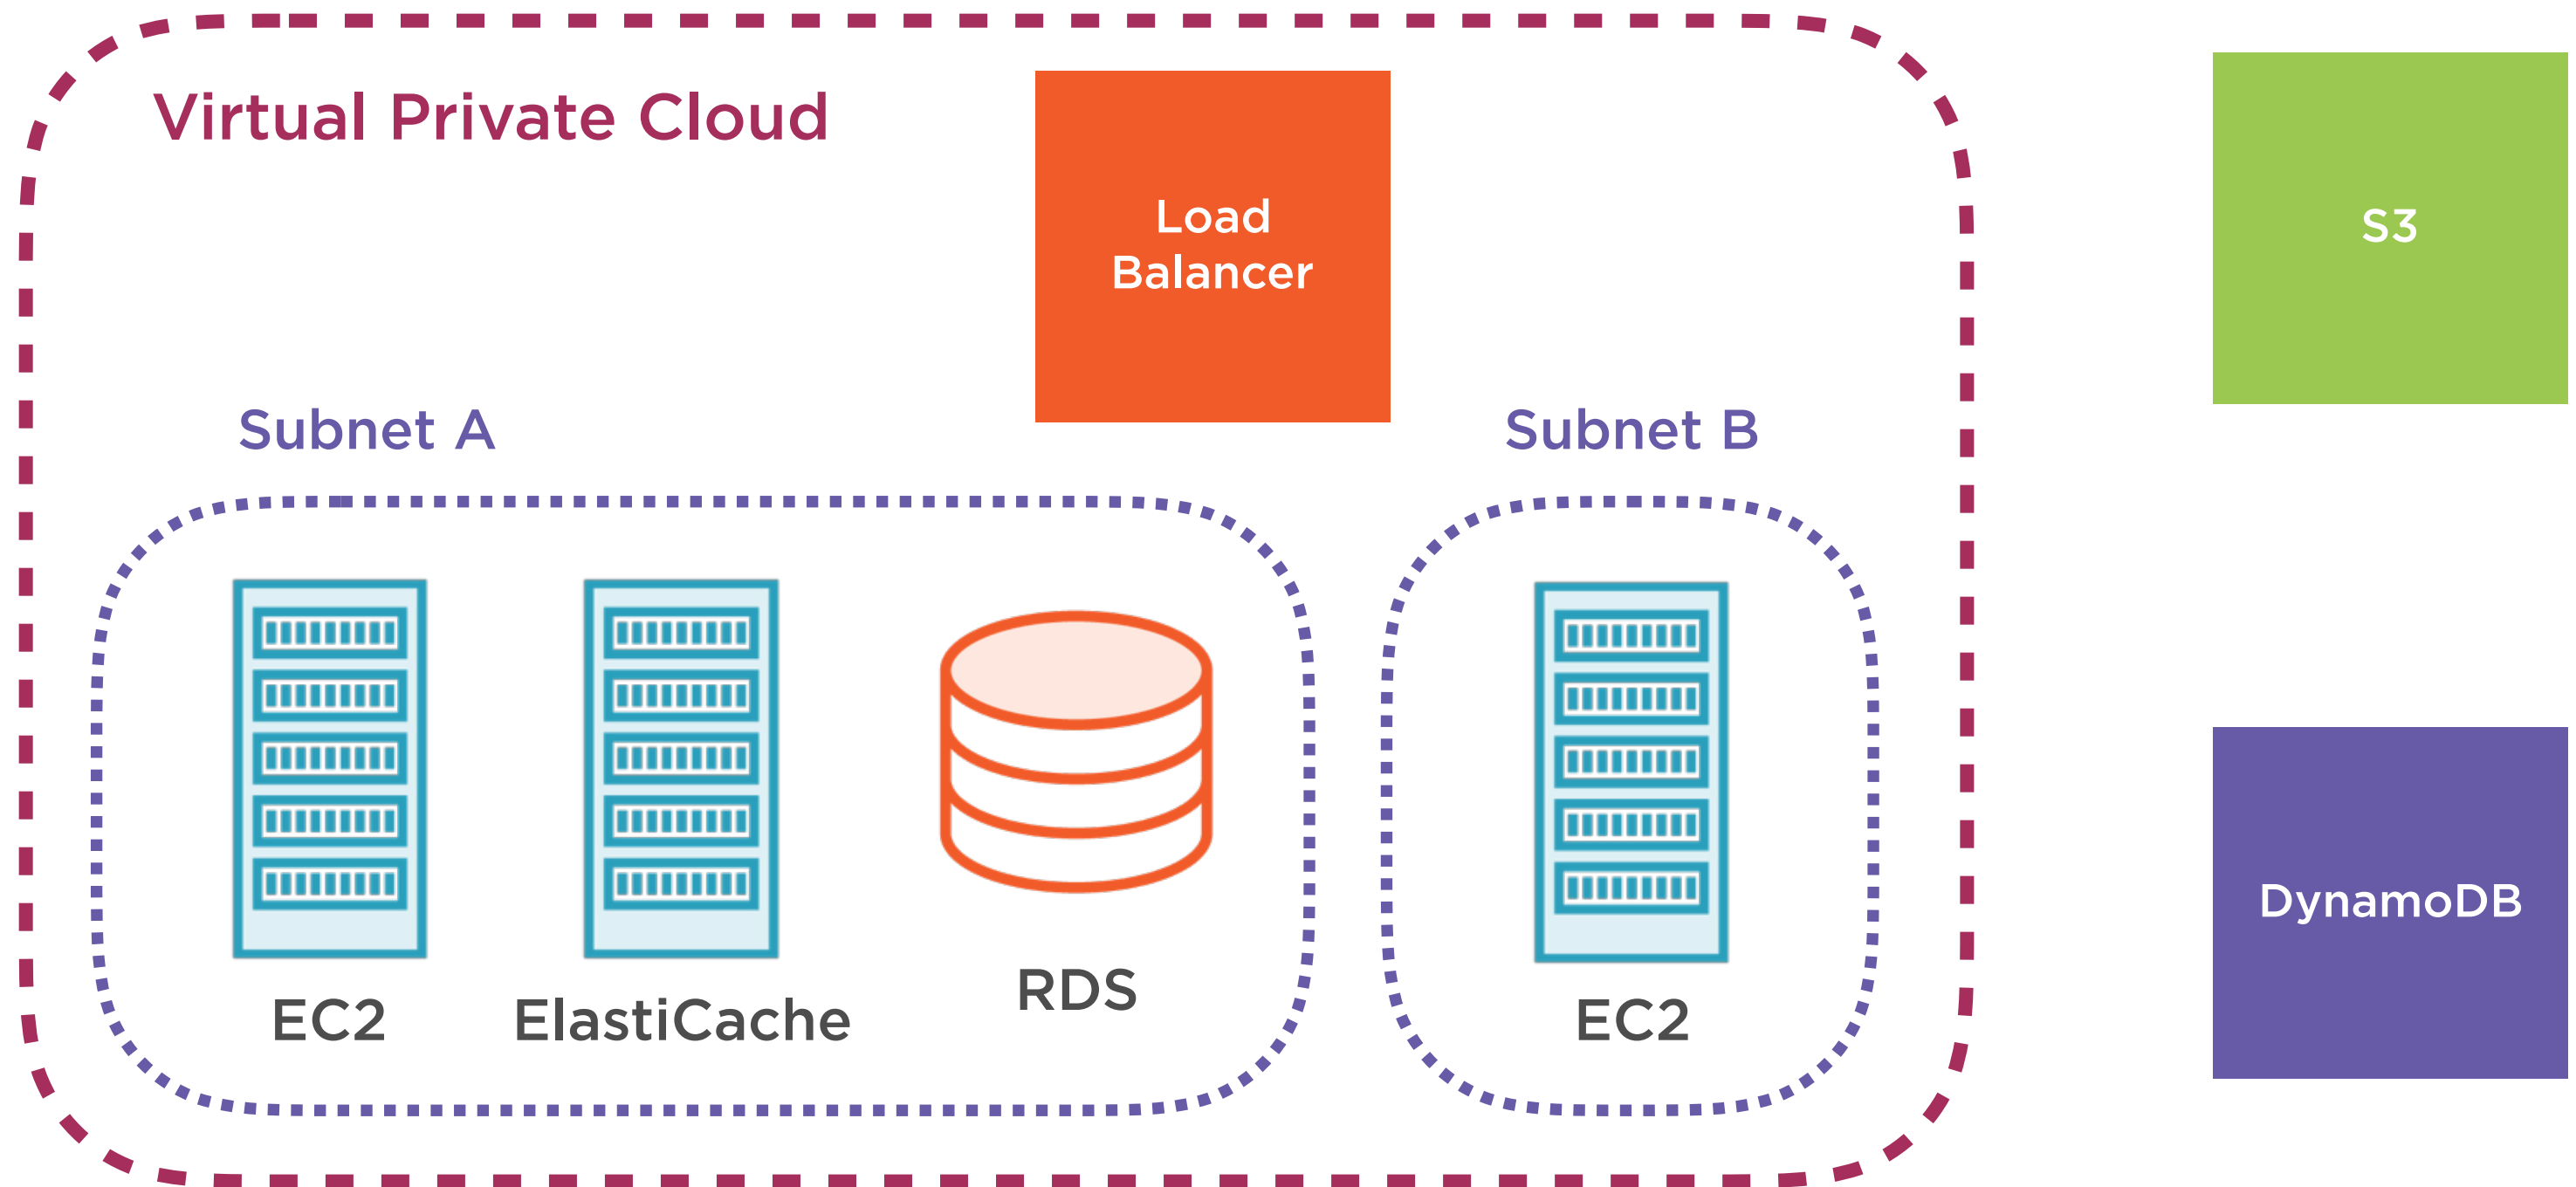 Virtual Private Cloud
Load
Balancer
S3
Subnet A
Subnet B
EC2
ElastiCache
RDS
EC2
DynamoDB